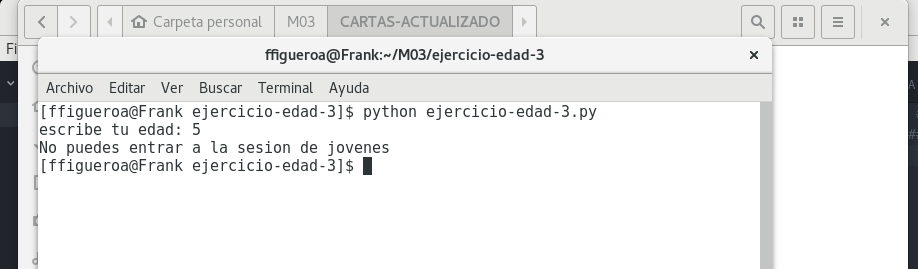 Carpeta personal M03 CARTAS-ACTUALIZADO
Fi
ffigueroa@Frank:~/M03/ejercicio-edad-3
Archivo Editar Ver Buscar Terminal Ayuda
[ffigueroa@Frank ejercicio-edad-3]$ python ejercicio-edad-3.py
escribe tu edad: 5
No puedes entrar a la sesion de jovenes
[ffigueroa@Frank ejercicio-edad-3]$